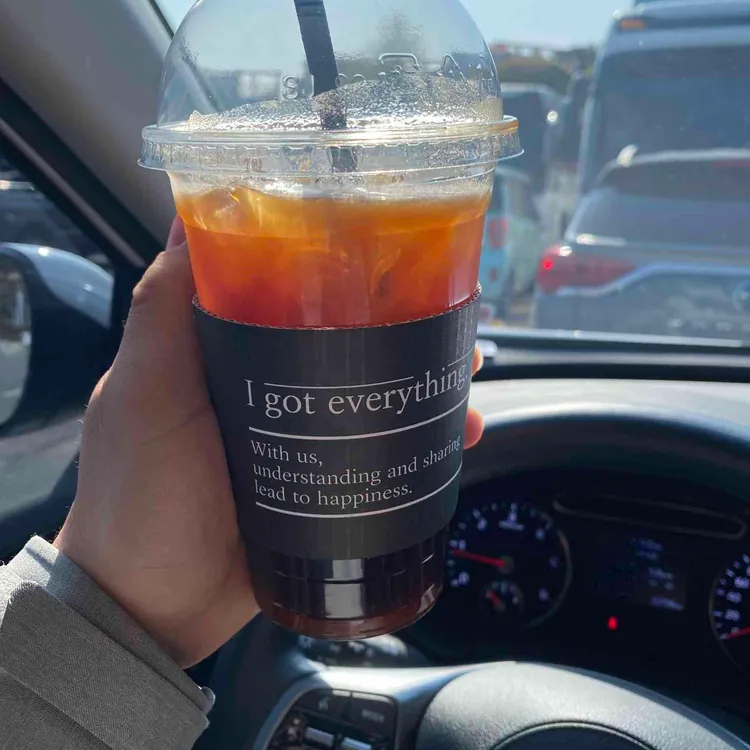 I got everything.
With us,
understanding and sharing
lead to happiness.